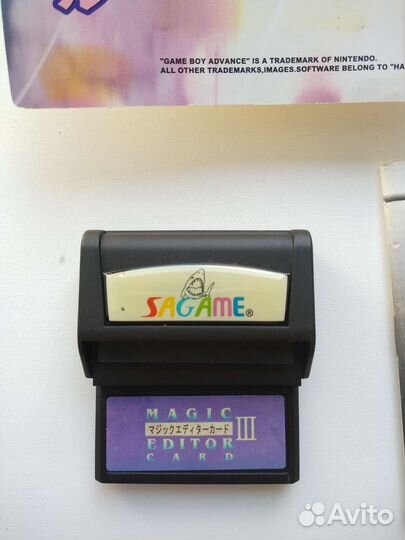 "GAME BOY ADVANCE" IS A TRADEMARK OF NINTENDO.
ALL OTHER TRADEMARKS,IMAGES.SOFTWARE BELONG TO "HA
SAGAME®
MAGIC
マジックエディターカード
III
EDITOR
CARD
Avito